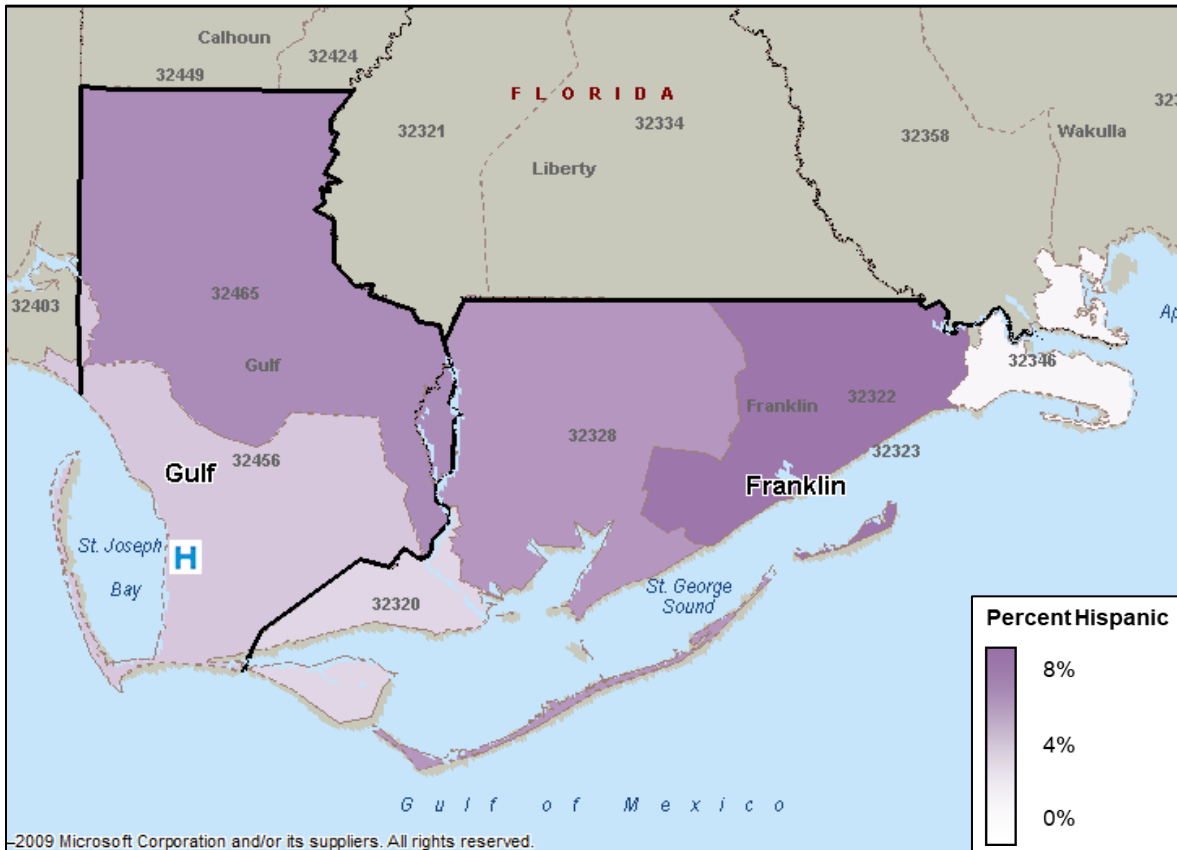 Calhoun
32424
32449
FLORIDA
32321
32334
32358
Wakulla
Liberty
32465
32403
Gulf
32346
Franklin
32322
32328
32323
32456
Gulf
Franklin
St. Joseph
Bay
H
St. George
Sound
32320
Percent Hispanic
8%
4%
0%
Gulf of Mexico
2009 Microsoft Corporation and/or its suppliers. All rights reserved.